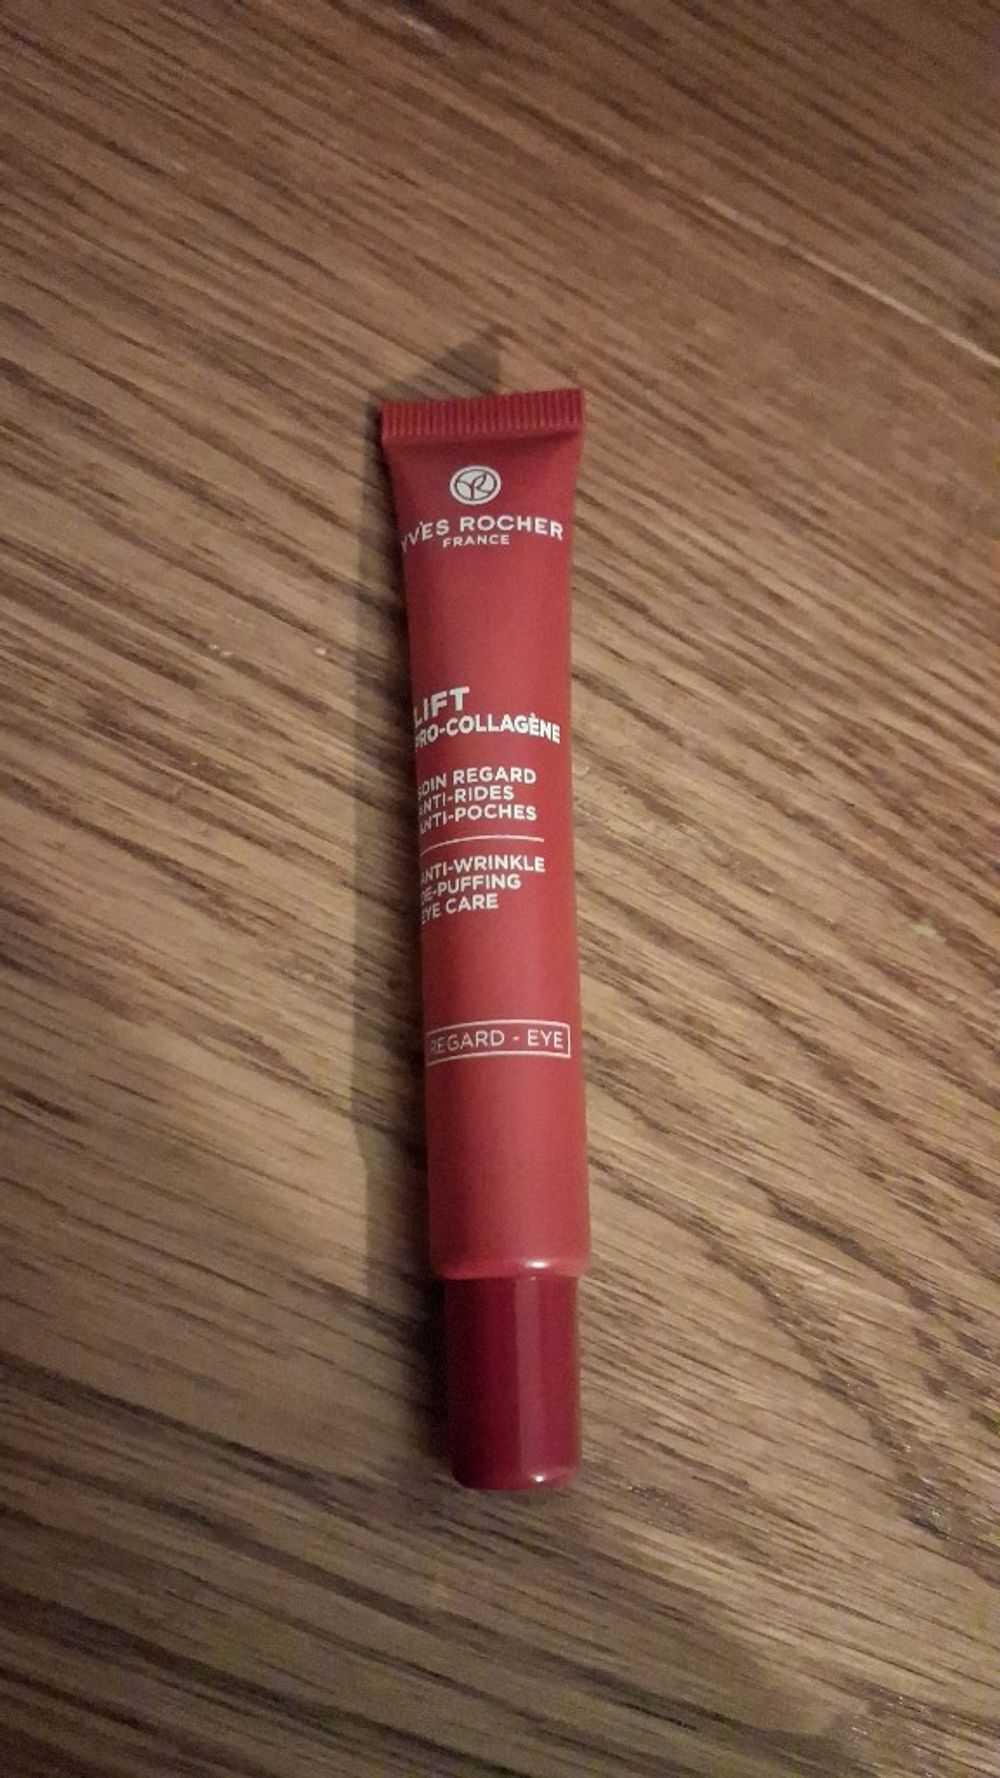 YVES ROCHER
FRANCE
LIFT
PRO-COLLAGÈNE
SOIN REGARD
ANTI-RIDES
ANTI-POCHES
ANTI-WRINKLE
DE-PUFFING
EYE CARE
REGARD - EYE